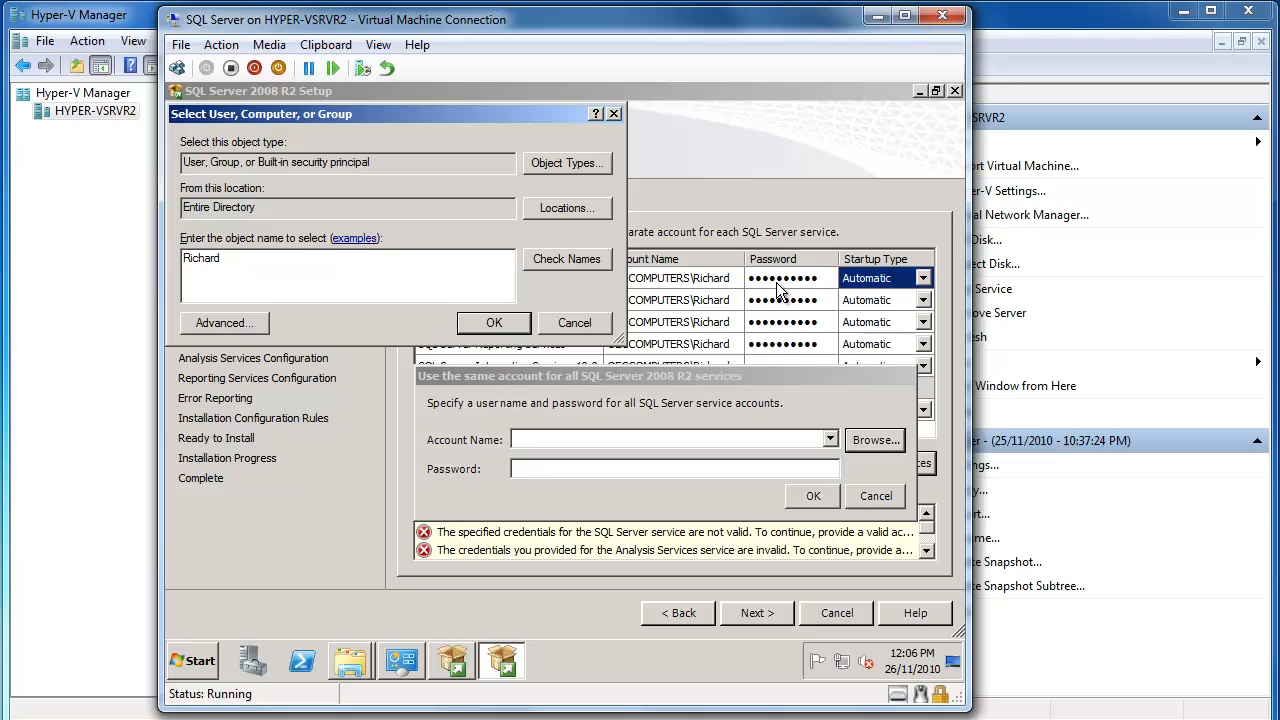 Hyper-V Manager
File Action View
Hyper-V Manager
HYPER-VSRVR2
SQL Server on HYPER-VSRVR2 - Virtual Machine Connection
File Action Media Clipboard View Help
SQL Server 2008 R2 Setup
Select User, Computer, or Group
Select this object type:
User, Group, or Built-in security principal
Object Types...
From this location:
Entire Directory
Locations...
Enter the object name to select (examples):
Richard
Check Names
Advanced...
OK
Cancel
arate account for each SQL Server service.
unt Name Password Startup Type
COMPUTERS\Richard •••••••••• Automatic
COMPUTERS\Richard •••••••••• Automatic
COMPUTERS\Richard •••••••••• Automatic
COMPUTERS\Richard •••••••••• Automatic
Analysis Services Configuration
Reporting Services Configuration
Error Reporting
Installation Configuration Rules
Ready to Install
Installation Progress
Complete
Use the same account for all SQL Server 2008 R2 services
Specify a user name and password for all SQL Server service accounts.
Account Name:
Browse...
Password:
OK
Cancel
ces
The specified credentials for the SQL Server service are not valid. To continue, provide a valid ac...
The credentials you provided for the Analysis Services service are invalid. To continue, provide a...
< Back
Next >
Cancel
Help
Start
12:06 PM
26/11/2010
Status: Running
SRVR2
ort Virtual Machine...
er-V Settings...
al Network Manager...
Disk...
ect Disk...
Service
ove Server
esh
Window from Here
er - (25/11/2010 - 10:37:24 PM)
ngs...
y...
rt...
me...
te Snapshot...
te Snapshot Subtree...